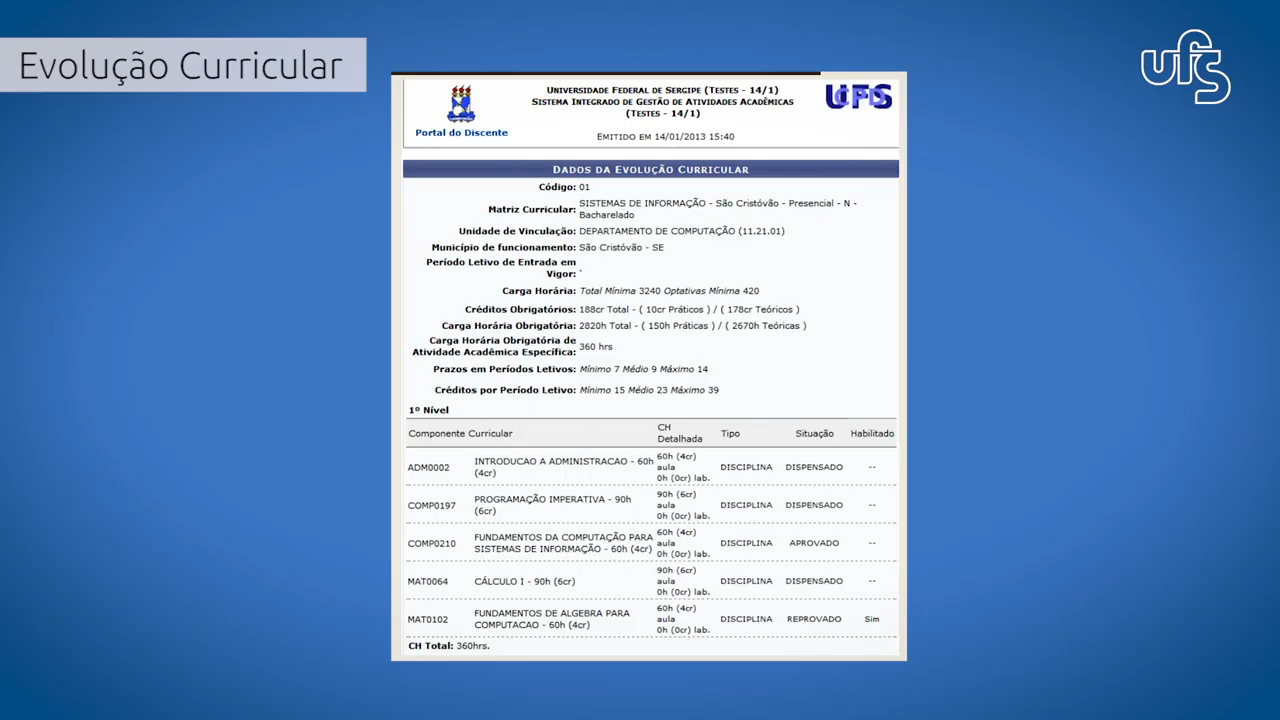 Evolução Curricular
ufs
UNIVERSIDADE FEDERAL DE SERGIPE (TESTES - 14/1)
SISTEMA INTEGRADO DE GESTÃO DE ATIVIDADES ACADÊMICAS
(TESTES - 14/1)
Portal do Discente
EMITIDO EM 14/01/2013 15:40
DADOS DA EVOLUÇÃO CURRICULAR
Código: 01
Matriz Curricular: SISTEMAS DE INFORMAÇÃO - São Cristóvão - Presencial - N -
Bacharelado
Unidade de Vinculação: DEPARTAMENTO DE COMPUTAÇÃO (11.21.01)
Município de funcionamento: São Cristóvão - SE
Período Letivo de Entrada em
Vigor: '
Carga Horária: Total Mínima 3240 Optativas Mínima 420
Créditos Obrigatórios: 188cr Total - ( 10cr Práticos ) / ( 178cr Teóricos )
Carga Horária Obrigatória: 2820h Total - ( 150h Práticas ) / ( 2670h Teóricas )
Carga Horária Obrigatória de
Atividade Acadêmica Específica: 360 hrs
Prazos em Períodos Letivos: Mínimo 7 Médio 9 Máximo 14
Créditos por Período Letivo: Mínimo 15 Médio 23 Máximo 39
1º Nível
Componente Curricular CH Detalhada Tipo Situação Habilitado
ADM0002 INTRODUCAO A ADMINISTRACAO - 60h (4cr) 60h (4cr) aula 0h (0cr) lab. DISCIPLINA DISPENSADO --
COMP0197 PROGRAMAÇÃO IMPERATIVA - 90h (6cr) 90h (6cr) aula 0h (0cr) lab. DISCIPLINA DISPENSADO --
COMP0210 FUNDAMENTOS DA COMPUTAÇÃO PARA SISTEMAS DE INFORMAÇÃO - 60h (4cr) 60h (4cr) aula 0h (0cr) lab. DISCIPLINA APROVADO --
MAT0064 CÁLCULO I - 90h (6cr) 90h (6cr) aula 0h (0cr) lab. DISCIPLINA DISPENSADO --
MAT0102 FUNDAMENTOS DE ALGEBRA PARA COMPUTACAO - 60h (4cr) 60h (4cr) aula 0h (0cr) lab. DISCIPLINA REPROVADO Sim
CH Total: 360hrs.